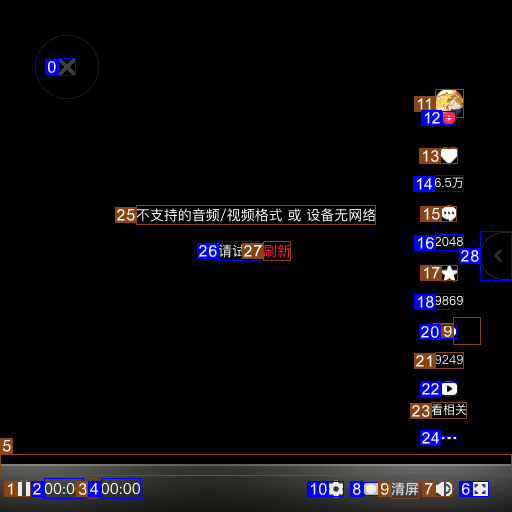 6.5万
不支持的音频/视频格式 或 设备无网络
2048
请试 刷新
9869
9249
看相关
00:0 00:00
清屏